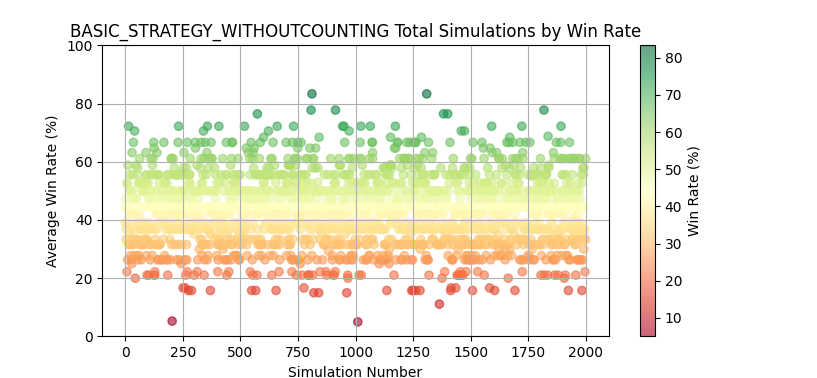 BASIC_STRATEGY_WITHOUTCOUNTING Total Simulations by Win Rate
Average Win Rate (%)
100
80
60
40
20
0
0 250 500 750 1000 1250 1500 1750 2000
Simulation Number
80
70
60
50
40
30
20
10
Win Rate (%)